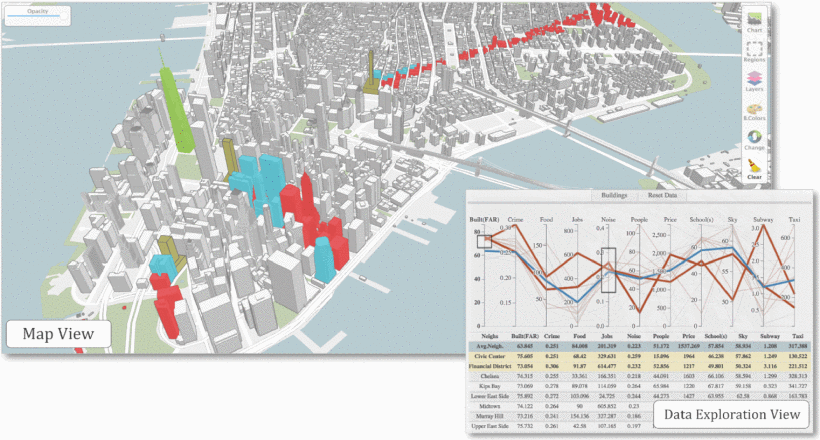 Opacity
Chart
Regions
Layers
B.Colors
Change
Clear
Map View
Buildings Reset Data
Built(FAR) Crime Food Jobs Noise People Price School(s) Sky Subway Taxi
Neighs Built(FAR) Crime Food Jobs Noise People Price School(s) Sky Subway Taxi
Avg.Neigh. 63.845 0.251 84.008 201.319 0.223 51.173 1537.269 57.854 58.934 1.208 317.388
Civic Center 75.605 0.251 68.42 329.631 0.259 15.096 1964 46.230 57.862 1.249 130.522
Financial District 73.054 0.306 91.87 614.477 0.232 52.856 1217 49.801 50.324 3.116 221.512
Chelsea 74.315 0.255 33.361 166.351 0.218 44.091 1603 66.106 58.594 1.299 328.313
Kips Bay 73.069 0.278 89.078 114.059 0.264 65.984 1220 67.817 59.158 0.323 341.727
Lower East Side 75.892 0.272 103.096 24.725 0.244 44.273 1427 63.955 62.58 0.868 163.783
Midtown 74.122 0.264 90 605.852 0.23
Murray Hill 73.216 0.241 154.136 327.287 0.186
Upper East Side 75.732 0.261 42.58 107.165 0.197
Data Exploration View